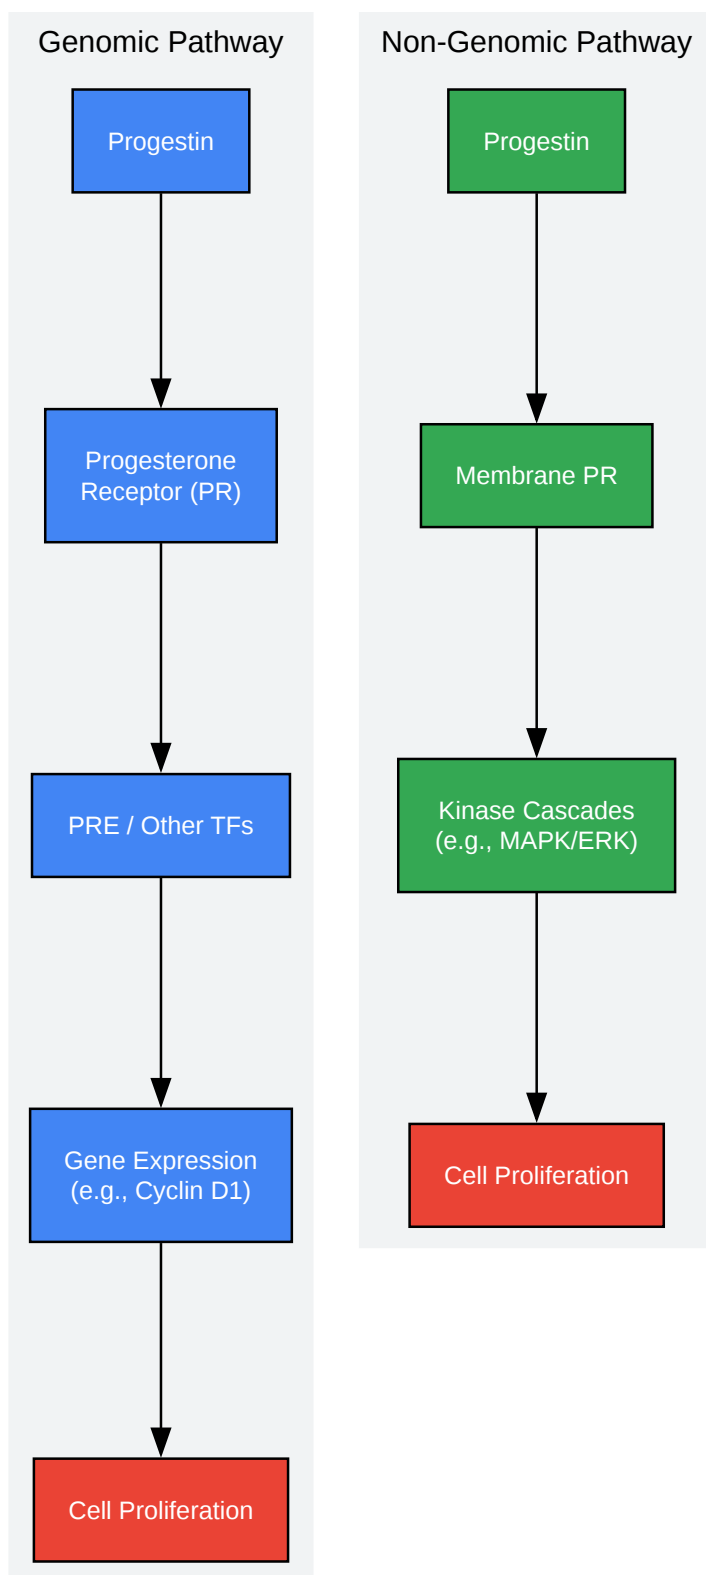 Genomic Pathway
Progestin
Progesterone
Receptor (PR)
PRE / Other TFs
Gene Expression
(e.g., Cyclin D1)
Cell Proliferation
Non-Genomic Pathway
Progestin
Membrane PR
Kinase Cascades
(e.g., MAPK/ERK)
Cell Proliferation